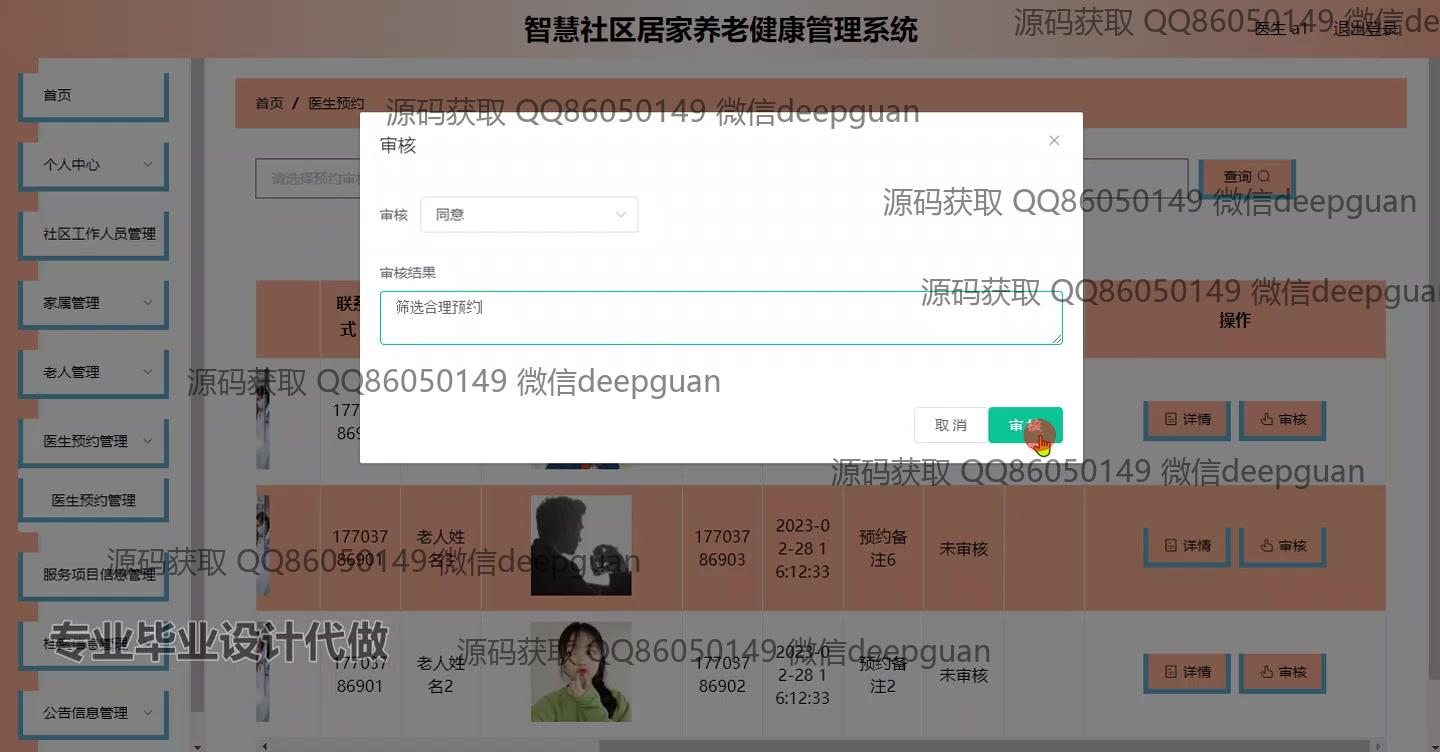 智慧社区居家养老健康管理系统
医生 a1
退出登录
源码获取 QQ86050149 微信de
首页
个人中心
社区工作人员管理
家属管理
老人管理
医生预约管理
医生预约管理
服务项目信息管理
公告信息管理
首页 / 医生预约
源码获取 QQ86050149 微信deepguan
请选择预约审
查询
源码获取 QQ86050149 微信deepguan
审核
审核 同意
审核结果
筛选合理预约
取消
审核
源码获取 QQ86050149 微信deepgua
联系
式
操作
源码获取 QQ86050149 微信deepguan
177
869
详情
审核
源码获取 QQ86050149 微信deepguan
177037
86901
老人姓
名3
177037
86903
2023-0
2-28 1
6:12:33
预约备
注6
未审核
详情
审核
源码获取 QQ86050149 微信deepguan
专业毕业设计代做
源码获取 QQ86050149 微信deepguan
177037
86901
老人姓
名2
177037
86902
2023-0
2-28 1
6:12:33
预约备
注2
未审核
详情
审核